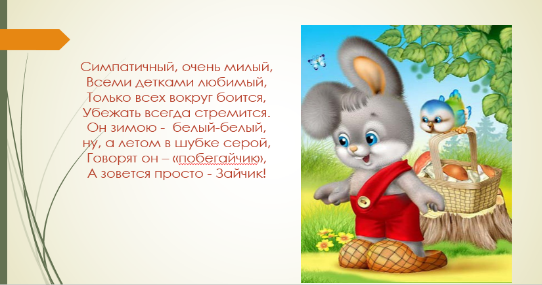 Симпатичный, очень милый,
Всеми детками любимый,
Только всех вокруг боится,
Убежать всегда стремится.
Он зимою - белый-белый,
ну, а летом в шубке серой,
Говорят он – «побегайчик»,
А зовется просто - Зайчик!